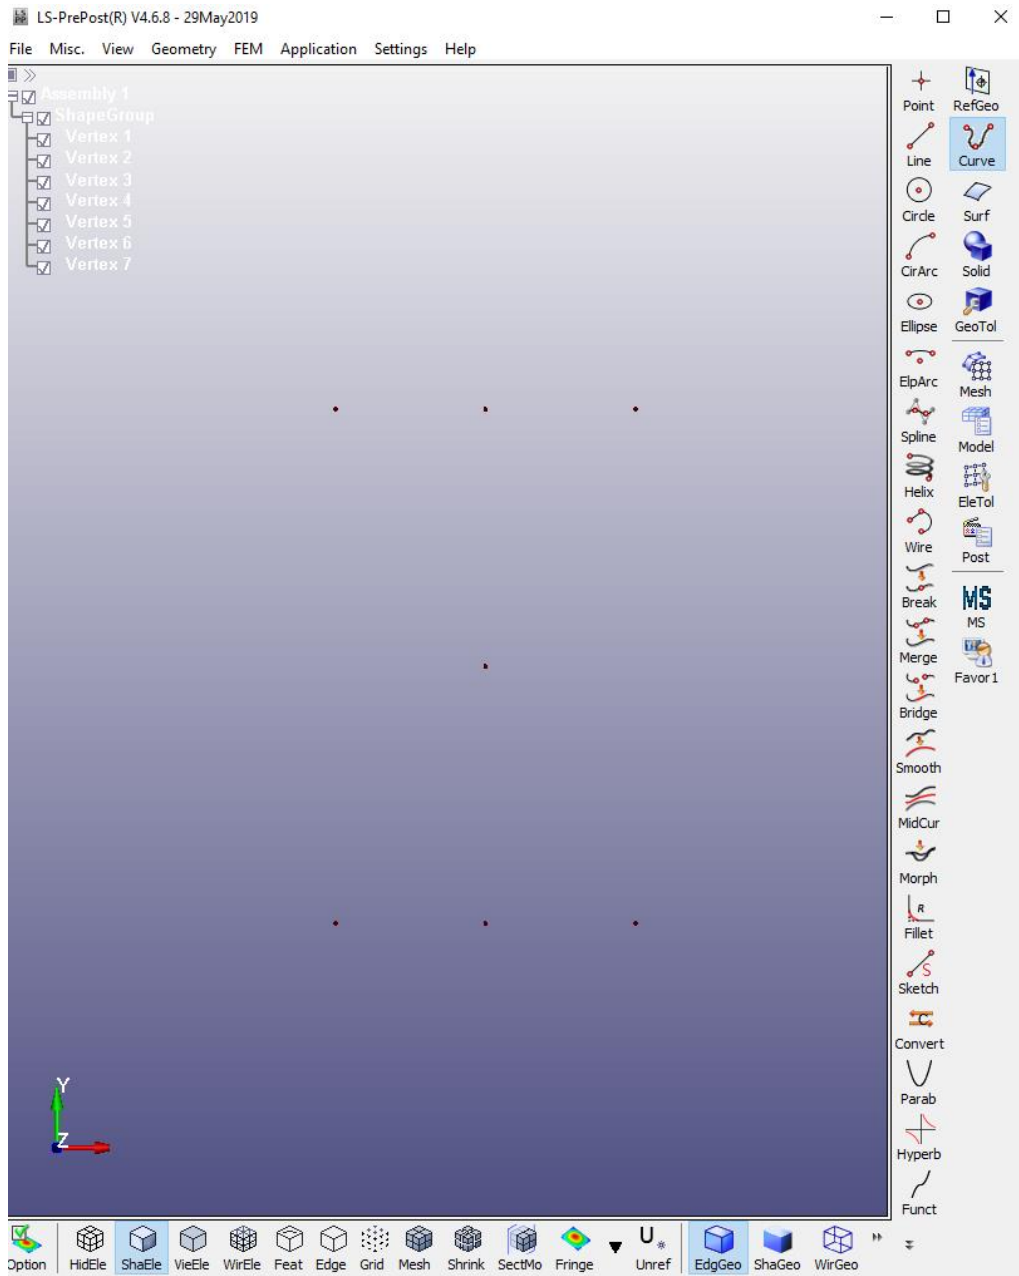 LS-PrePost(R) V4.6.8 - 29May2019
File Misc. View Geometry FEM Application Settings Help
Assembly 1
ShapeGroup
Vertex 1
Vertex 2
Vertex 3
Vertex 4
Vertex 5
Vertex 6
Vertex 7
Y
Z
Point RefGeo
Line Curve
Circle Surf
CirArc Solid
Ellipse GeoTol
ElpArc Mesh
Spline Model
Helix EleTol
Wire Post
Break MS
MS
Merge Favor1
Bridge
Smooth
MidCur
Morph
R
Fillet
S
Sketch
C
Convert
Parab
Hyperb
Funct
U
Option HidEle ShaEle VieEle WirEle Feat Edge Grid Mesh Shrink SectMo Fringe Unref EdgGeo ShaGeo WirGeo